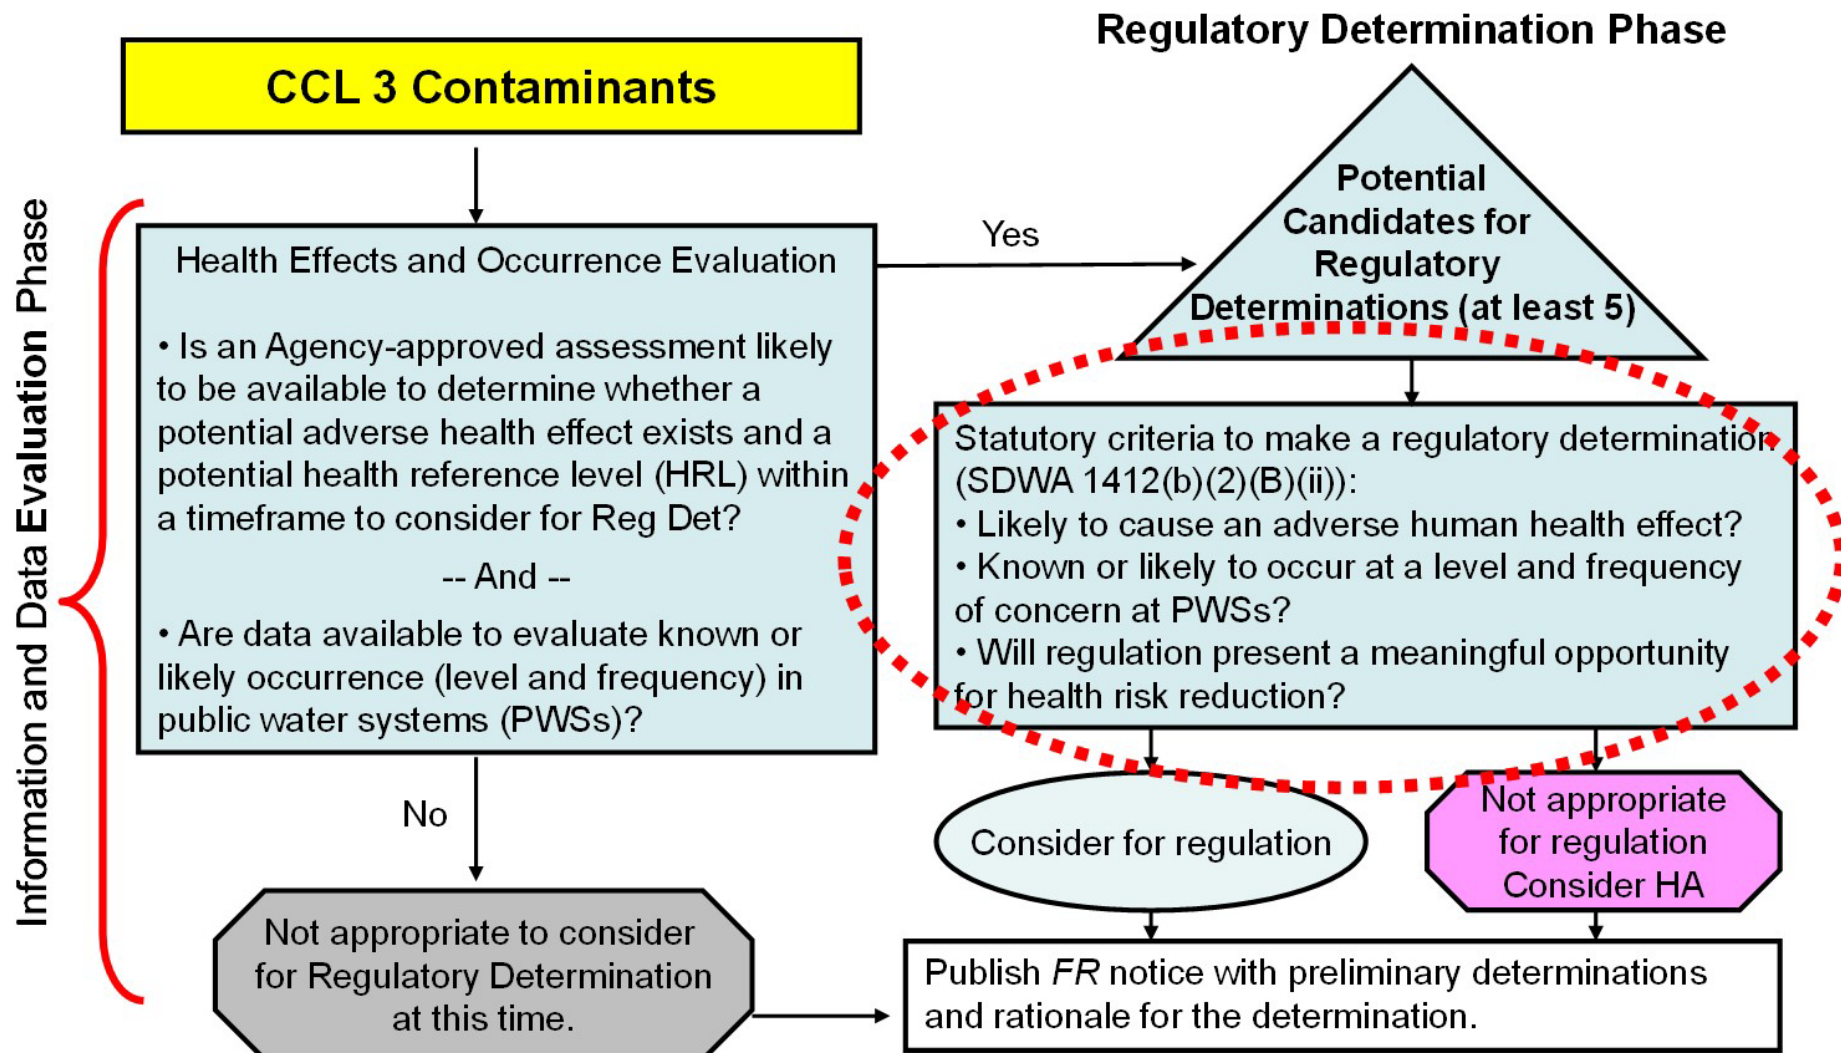 Regulatory Determination Phase
CCL 3 Contaminants
Information and Data Evaluation Phase
Health Effects and Occurrence Evaluation
• Is an Agency-approved assessment likely
to be available to determine whether a
potential adverse health effect exists and a
potential health reference level (HRL) within
a timeframe to consider for Reg Det?
-- And --
• Are data available to evaluate known or
likely occurrence (level and frequency) in
public water systems (PWSs)?
Yes
No
Potential
Candidates for
Regulatory
Determinations (at least 5)
Statutory criteria to make a regulatory determination
(SDWA 1412(b)(2)(B)(ii)):
• Likely to cause an adverse human health effect?
• Known or likely to occur at a level and frequency
of concern at PWSs?
• Will regulation present a meaningful opportunity
for health risk reduction?
Consider for regulation
Not appropriate
for regulation
Consider HA
Not appropriate to consider
for Regulatory Determination
at this time.
Publish FR notice with preliminary determinations
and rationale for the determination.